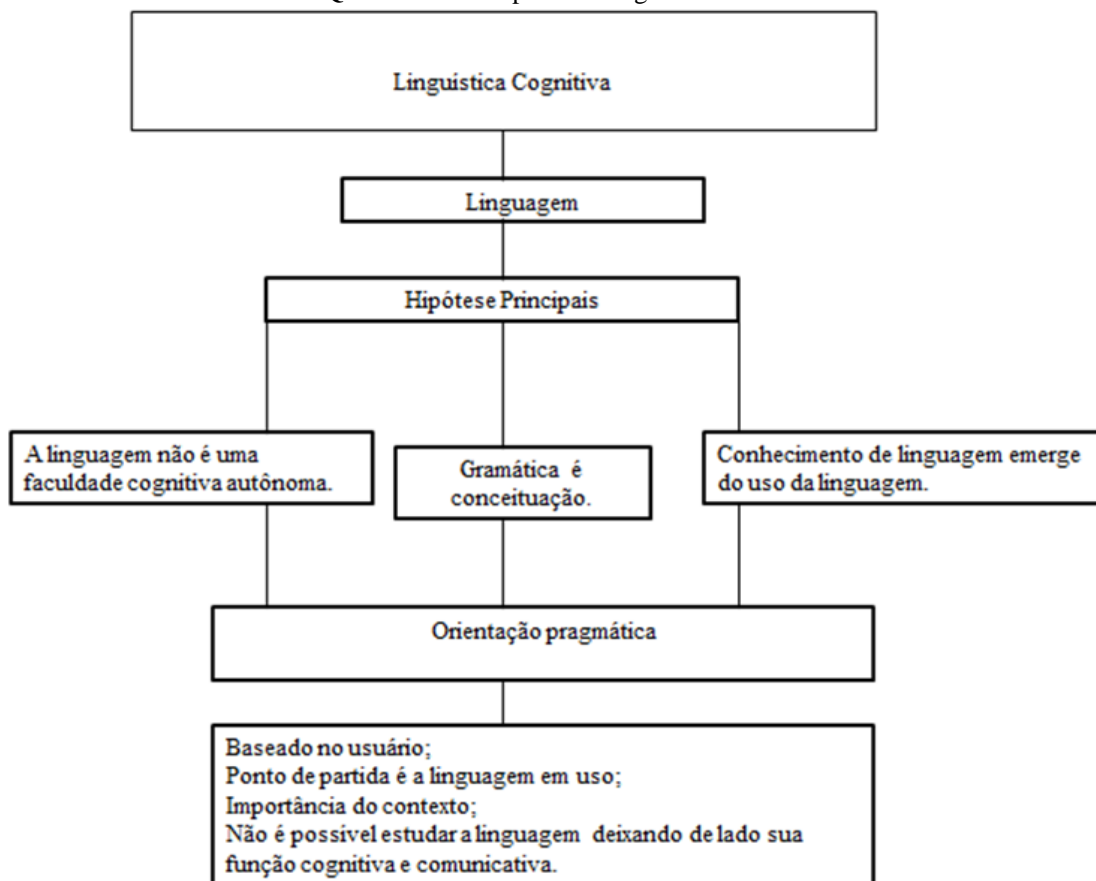 Linguística Cognitiva
Linguagem
Hipótese Principais
A linguagem não é uma
faculdade cognitiva autônoma.
Gramática é
conceituação.
Conhecimento de linguagem emerge
do uso da linguagem.
Orientação pragmática
Baseado no usuário;
Ponto de partida é a linguagem em uso;
Importância do contexto;
Não é possível estudar a linguagem deixando de lado sua
função cognitiva e comunicativa.